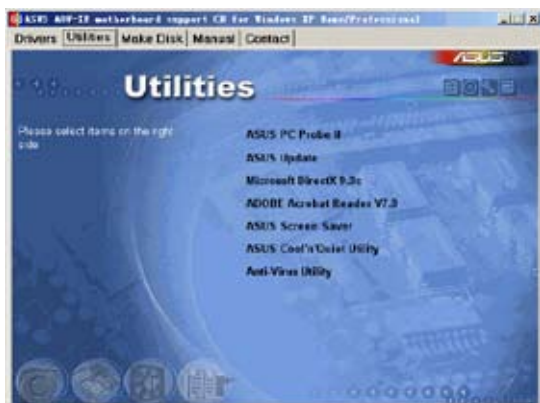 ASUS motherboard support CD for Windows XP Home/Professional
Drivers Utilities Make Disk Manual Contact
ASUS
Utilities
Please select items on the right
side
ASUS PC Probe II
ASUS Update
Microsoft DirectX 9.0c
ADOBE Acrobat Reader V7.0
ASUS Screen Saver
ASUS Cool'n'Quiet Utility
Anti-Virus Utility